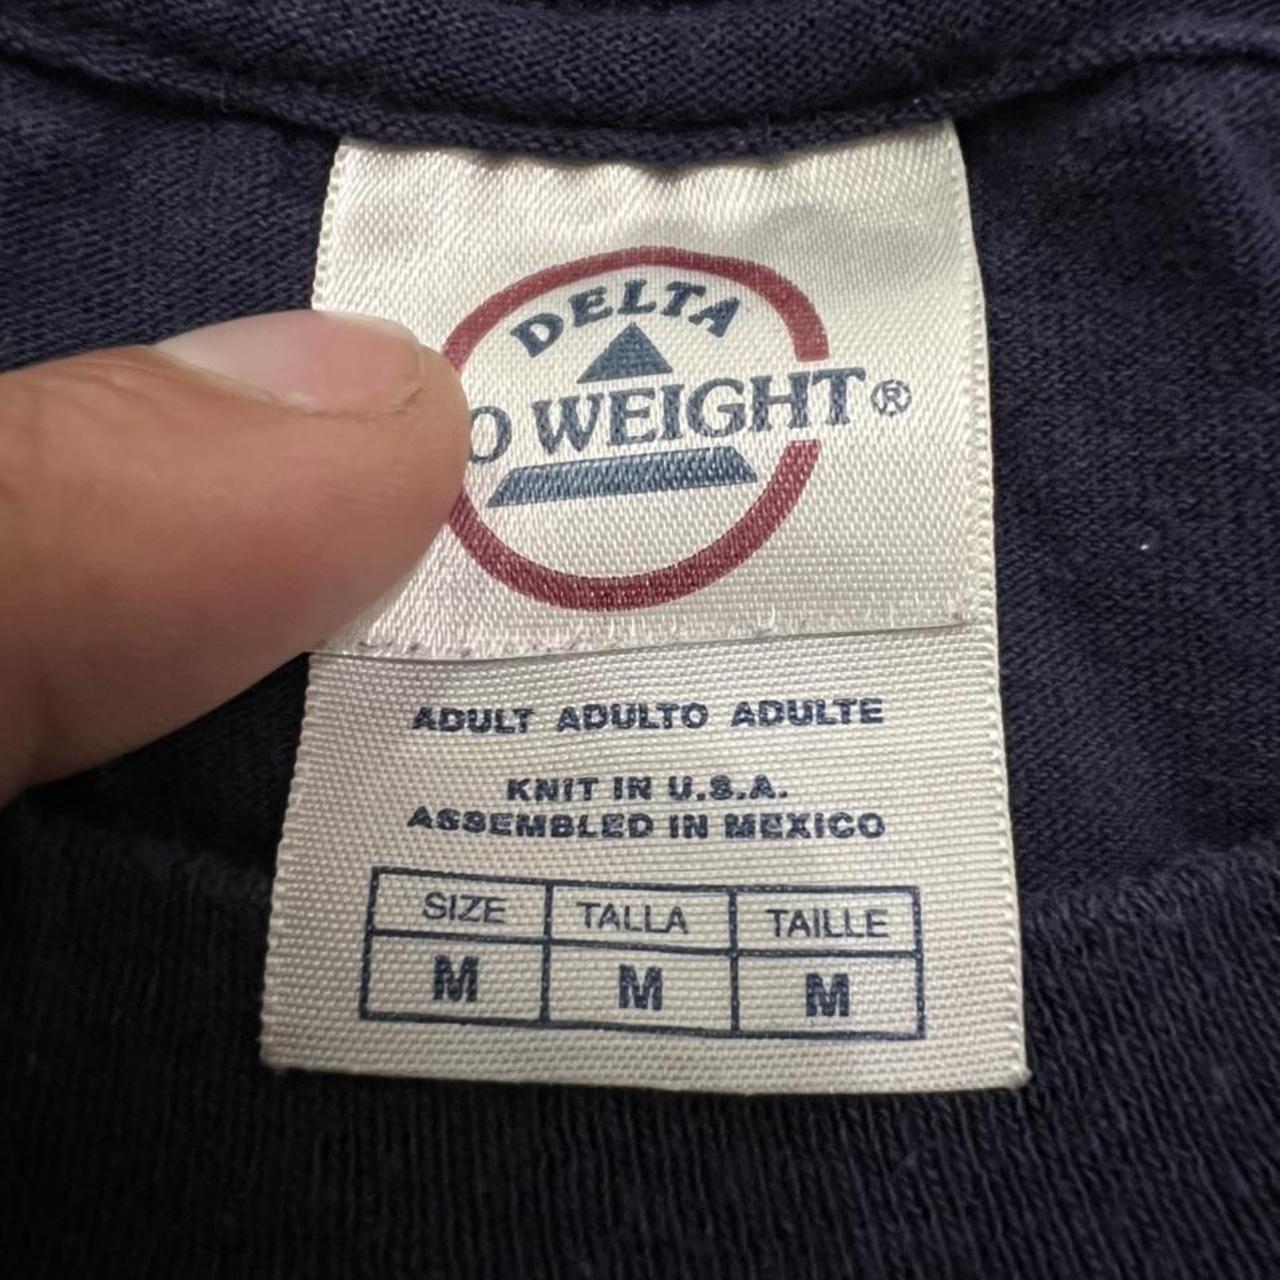 DELTA
O WEIGHT®
ADULT ADULTO ADULTE
KNIT IN U.S.A.
ASSEMBLED IN MEXICO
SIZE TALLA TAILLE
M M M